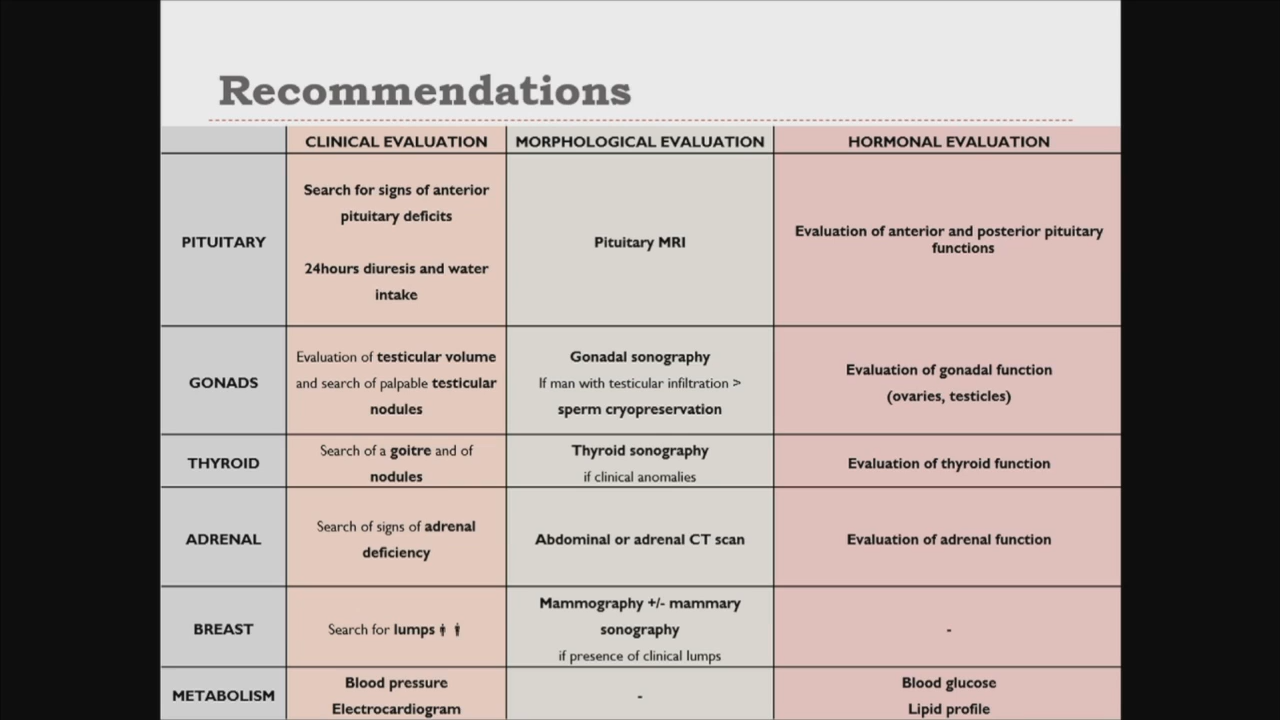 Recommendations
CLINICAL EVALUATION
MORPHOLOGICAL EVALUATION
HORMONAL EVALUATION
PITUITARY
Search for signs of anterior
pituitary deficits
24hours diuresis and water
intake
Pituitary MRI
Evaluation of anterior and posterior pituitary
functions
GONADS
Evaluation of testicular volume
and search of palpable testicular
nodules
Gonadal sonography
If man with testicular infiltration >
sperm cryopreservation
Evaluation of gonadal function
(ovaries, testicles)
THYROID
Search of a goitre and of
nodules
Thyroid sonography
if clinical anomalies
Evaluation of thyroid function
ADRENAL
Search of signs of adrenal
deficiency
Abdominal or adrenal CT scan
Evaluation of adrenal function
BREAST
Search for lumps
Mammography +/- mammary
sonography
if presence of clinical lumps
-
METABOLISM
Blood pressure
Electrocardiogram
-
Blood glucose
Lipid profile